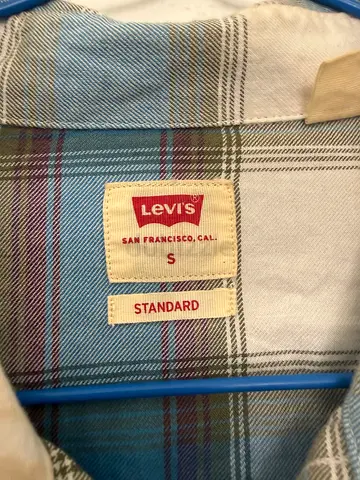 Levi's®
SAN FRANCISCO, CAL.
S
STANDARD